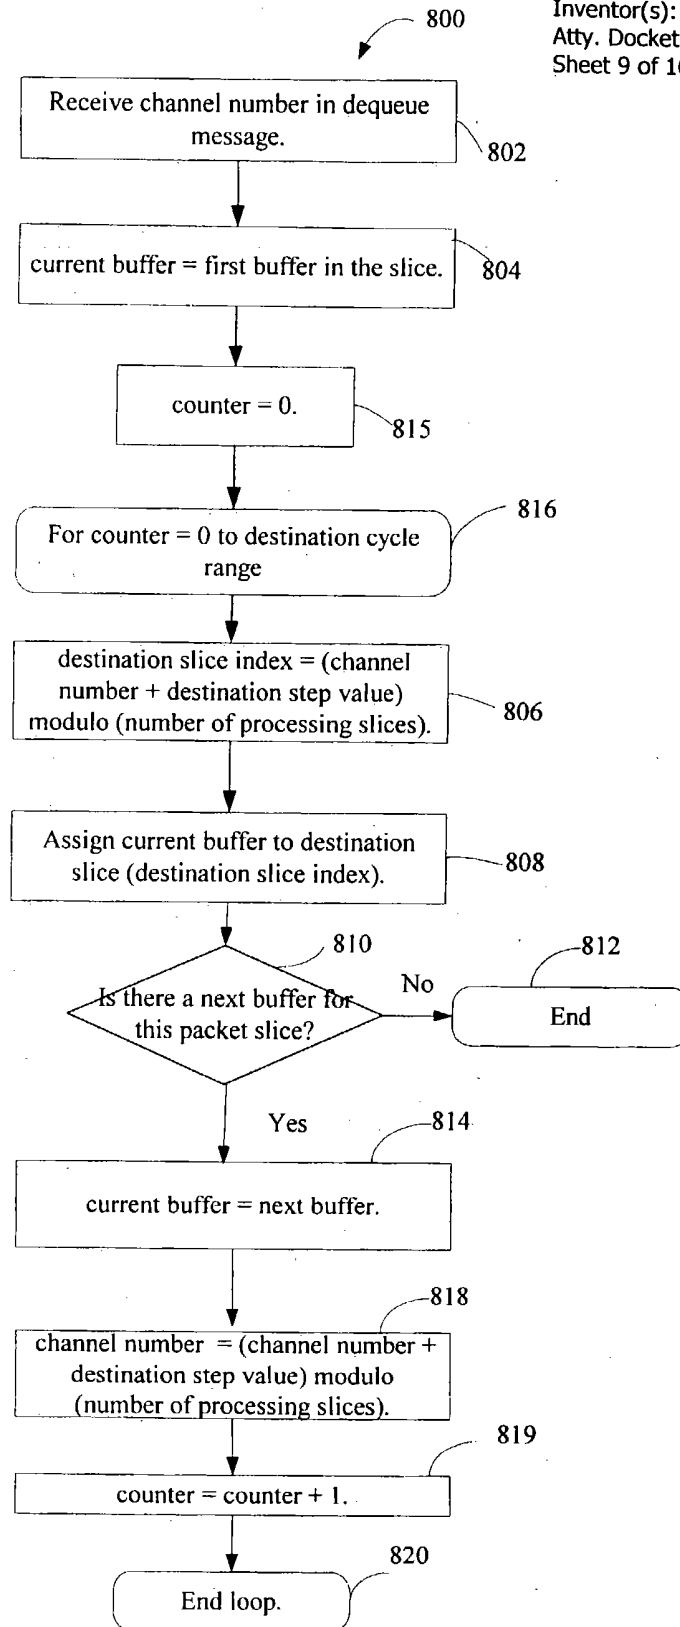 Inventor(s):
Atty. Docket
Sheet 9 of
800
Receive channel number in dequeue
message.
802
current buffer = first buffer in the slice.
804
counter = 0.
815
For counter = 0 to destination cycle
range
816
destination slice index = (channel
number + destination step value)
modulo (number of processing slices).
806
Assign current buffer to destination
slice (destination slice index).
808
810
Is there a next buffer for
this packet slice?
No
812
End
Yes
814
current buffer = next buffer.
818
channel number = (channel number +
destination step value) modulo
(number of processing slices).
819
counter = counter + 1.
820
End loop.